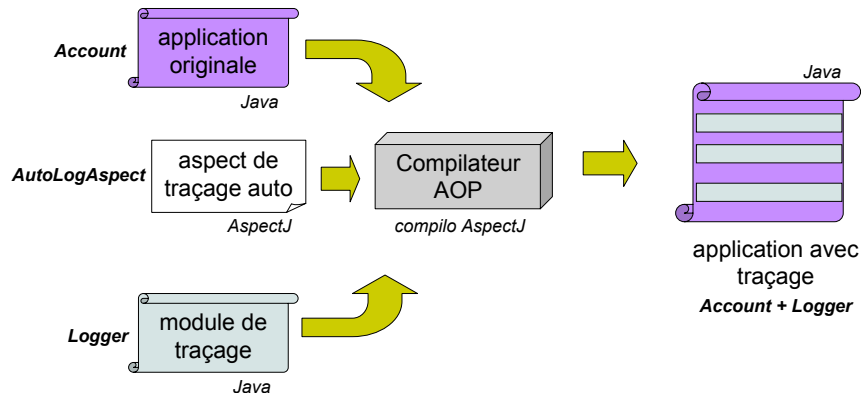 Account
application
originale
Java
AutoLogAspect
aspect de
traçage auto
AspectJ
Logger
module de
traçage
Java
Compilateur
AOP
compilo AspectJ
Java
application avec
traçage
Account + Logger